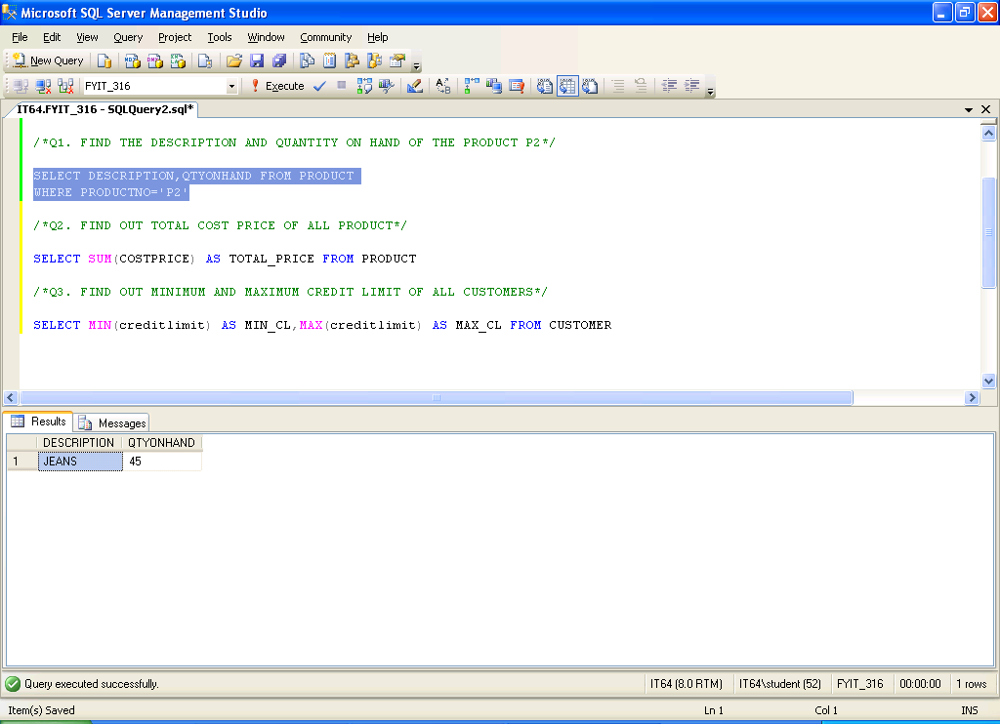 Microsoft SQL Server Management Studio
File Edit View Query Project Tools Window Community Help
New Query
FYIT_316 Execute
IT64.FYIT_316 - SQLQuery2.sql*
/*Q1. FIND THE DESCRIPTION AND QUANTITY ON HAND OF THE PRODUCT P2*/
SELECT DESCRIPTION,QTYONHAND FROM PRODUCT
WHERE PRODUCTNO='P2'
/*Q2. FIND OUT TOTAL COST PRICE OF ALL PRODUCT*/
SELECT SUM(COSTPRICE) AS TOTAL_PRICE FROM PRODUCT
/*Q3. FIND OUT MINIMUM AND MAXIMUM CREDIT LIMIT OF ALL CUSTOMERS*/
SELECT MIN(creditlimit) AS MIN_CL,MAX(creditlimit) AS MAX_CL FROM CUSTOMER
Results Messages
DESCRIPTION QTYONHAND
1 JEANS 45
Query executed successfully. IT64 (8.0 RTM) IT64\student (52) FYIT_316 00:00:00 1 rows
Item(s) Saved Ln 1 Col 1 INS